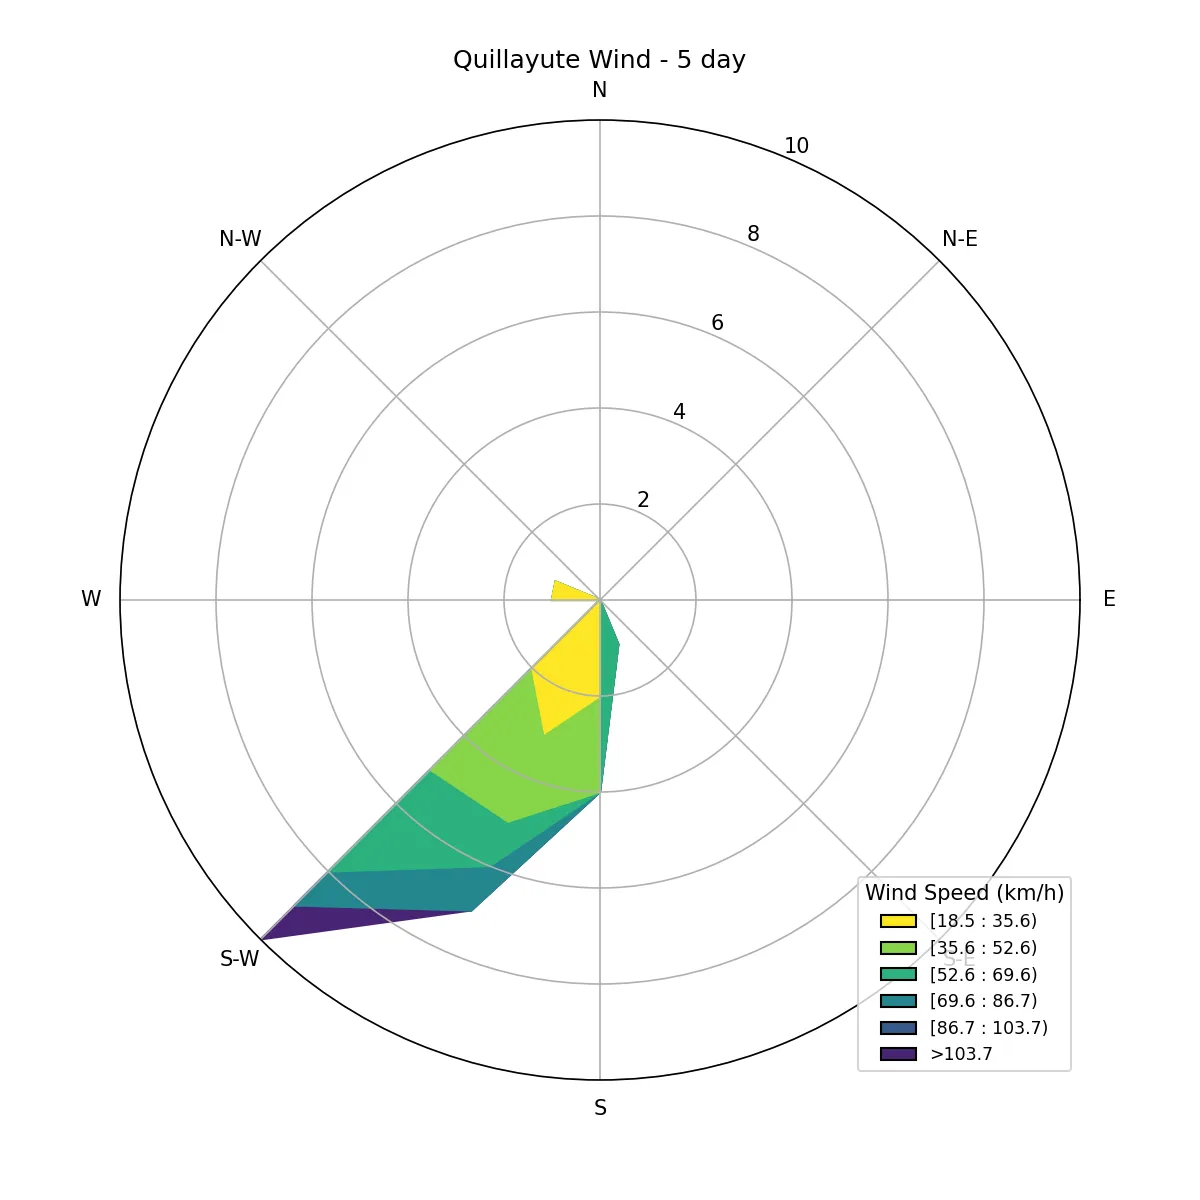 Quillayute Wind - 5 day
N
10
N-W
N-E
8
6
4
2
W
E
S-W
S-E
S
Wind Speed (km/h)
[18.5 : 35.6)
[35.6 : 52.6)
[52.6 : 69.6)
[69.6 : 86.7)
[86.7 : 103.7)
>103.7